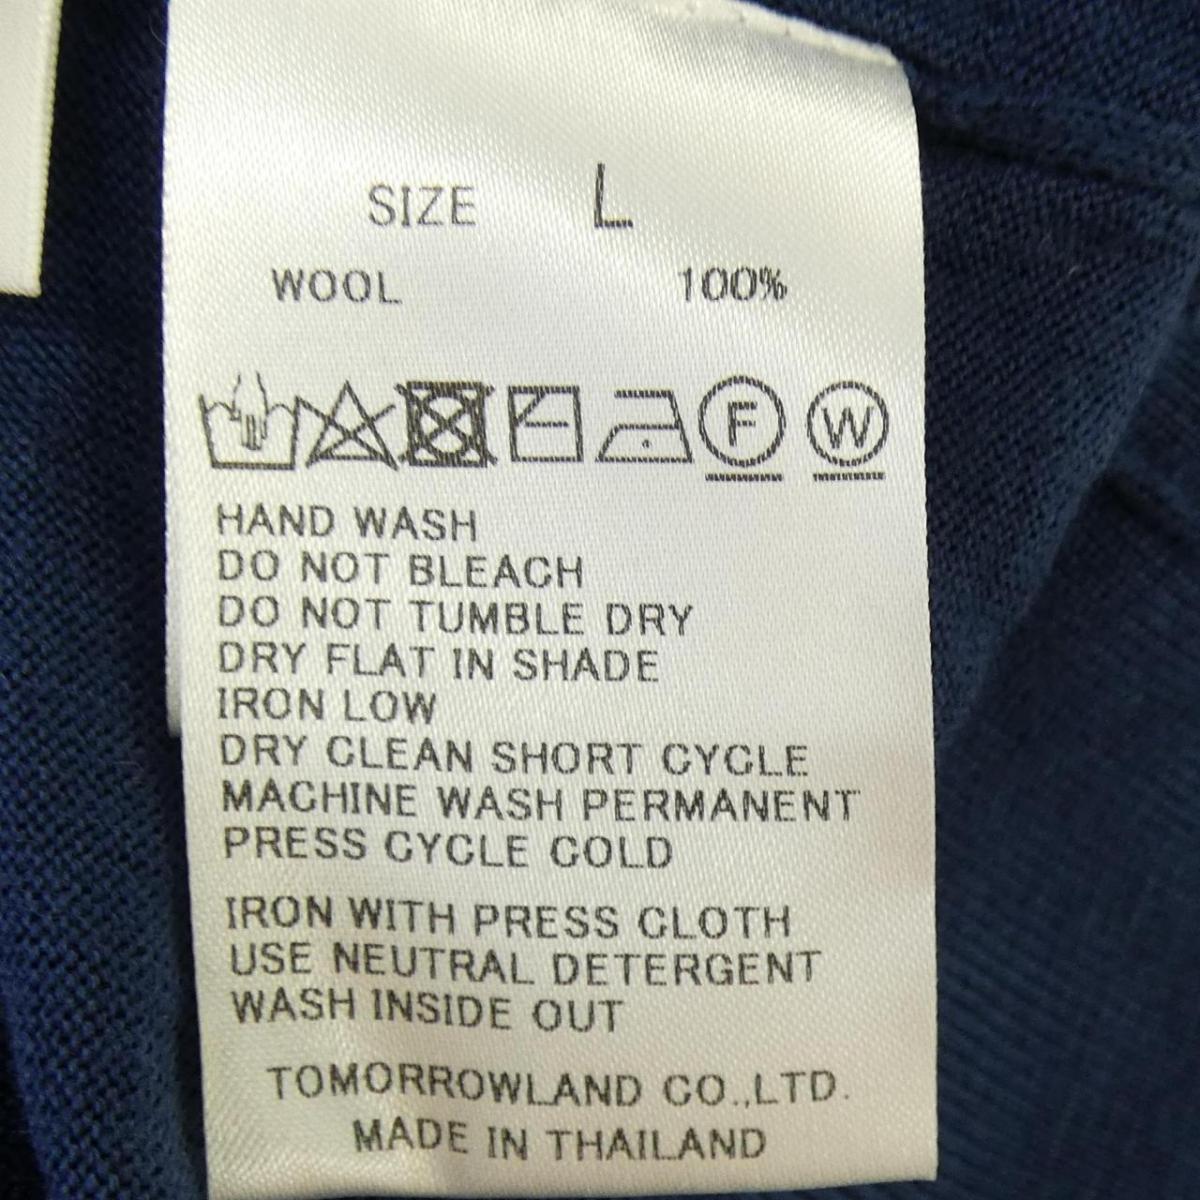 SIZE L
WOOL 100%
F W
HAND WASH
DO NOT BLEACH
DO NOT TUMBLE DRY
DRY FLAT IN SHADE
IRON LOW
DRY CLEAN SHORT CYCLE
MACHINE WASH PERMANENT
PRESS CYCLE COLD
IRON WITH PRESS CLOTH
USE NEUTRAL DETERGENT
WASH INSIDE OUT
TOMORROWLAND CO.,LTD.
MADE IN THAILAND